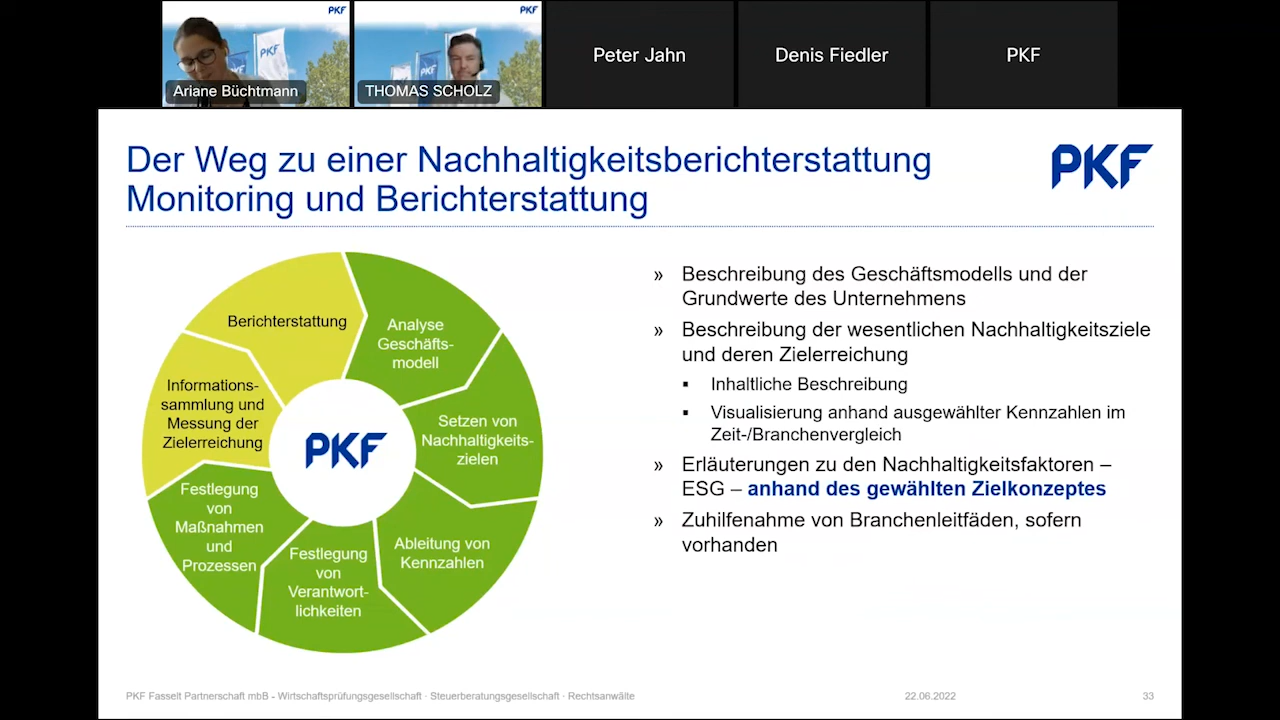 PKF
PKF
PKF
PKF
Ariane Büchtmann
THOMAS SCHOLZ
Peter Jahn
Denis Fiedler
PKF
Der Weg zu einer Nachhaltigkeitsberichterstattung
Monitoring und Berichterstattung
PKF
Berichterstattung
Analyse
Geschäfts-
modell
Setzen von
Nachhaltigkeits-
zielen
Ableitung von
Kennzahlen
Festlegung
von
Verantwort-
lichkeiten
Festlegung
von
Maßnahmen
und
Prozessen
Informations-
sammlung und
Messung der
Zielerreichung
PKF
» Beschreibung des Geschäftsmodells und der
Grundwerte des Unternehmens
» Beschreibung der wesentlichen Nachhaltigkeitsziele
und deren Zielerreichung
▪ Inhaltliche Beschreibung
▪ Visualisierung anhand ausgewählter Kennzahlen im
Zeit-/Branchenvergleich
» Erläuterungen zu den Nachhaltigkeitsfaktoren –
ESG – anhand des gewählten Zielkonzeptes
» Zuhilfenahme von Branchenleitfäden, sofern
vorhanden
PKF Fasselt Partnerschaft mbB - Wirtschaftsprüfungsgesellschaft · Steuerberatungsgesellschaft · Rechtsanwälte
22.06.2022
33